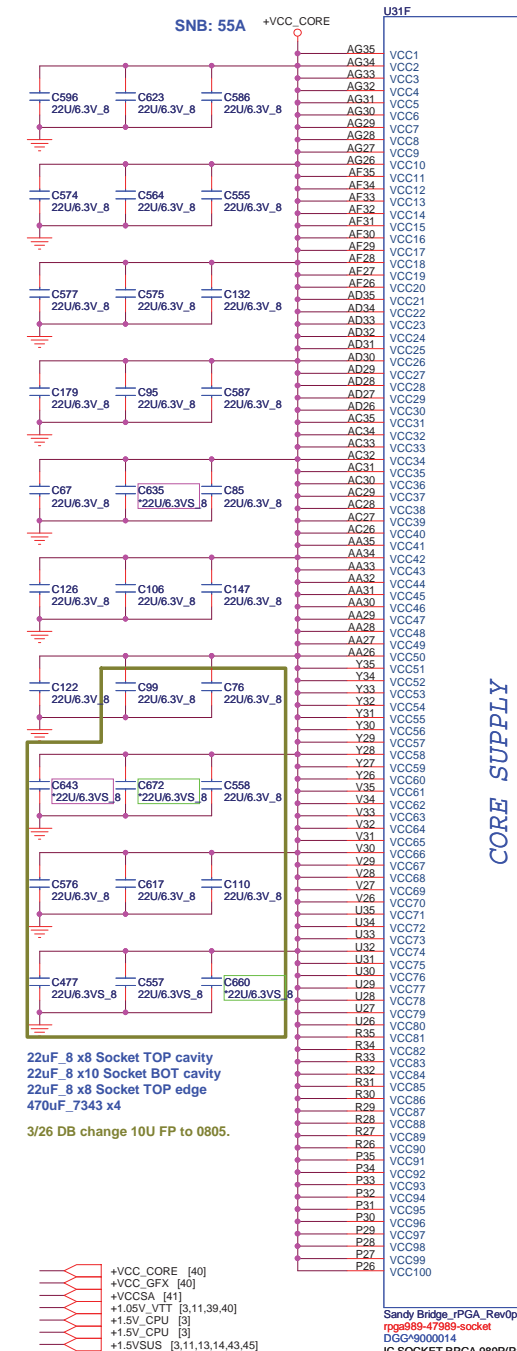 SNB: 55A
+VCC_CORE
U31F
C596
22U/6.3V_8
C623
22U/6.3V_8
C586
22U/6.3V_8
C574
22U/6.3V_8
C564
22U/6.3V_8
C555
22U/6.3V_8
C577
22U/6.3V_8
C575
22U/6.3V_8
C132
22U/6.3V_8
C179
22U/6.3V_8
C95
22U/6.3V_8
C587
22U/6.3V_8
C67
22U/6.3V_8
C635
*22U/6.3VS_8
C85
22U/6.3V_8
C126
22U/6.3V_8
C106
22U/6.3V_8
C147
22U/6.3V_8
C122
22U/6.3V_8
C99
22U/6.3V_8
C76
22U/6.3V_8
C643
*22U/6.3VS_8
C672
*22U/6.3VS_8
C558
22U/6.3V_8
C576
22U/6.3V_8
C617
22U/6.3V_8
C110
22U/6.3V_8
C477
22U/6.3VS_8
C557
22U/6.3VS_8
C660
*22U/6.3VS_8
22uF_8 x8 Socket TOP cavity
22uF_8 x10 Socket BOT cavity
22uF_8 x8 Socket TOP edge
470uF_7343 x4
3/26 DB change 10U FP to 0805.
+VCC_CORE [40]
+VCC_GFX [40]
+VCCSA [41]
+1.05V_VTT [3,11,39,40]
+1.5V_CPU [3]
+1.5V_CPU [3]
+1.5VSUS [3,11,13,14,43,45]
AG35 VCC1
AG34 VCC2
AG33 VCC3
AG32 VCC4
AG31 VCC5
AG30 VCC6
AG29 VCC7
AG28 VCC8
AG27 VCC9
AG26 VCC10
AF35 VCC11
AF34 VCC12
AF33 VCC13
AF32 VCC14
AF31 VCC15
AF30 VCC16
AF29 VCC17
AF28 VCC18
AF27 VCC19
AF26 VCC20
AD35 VCC21
AD34 VCC22
AD33 VCC23
AD32 VCC24
AD31 VCC25
AD30 VCC26
AD29 VCC27
AD28 VCC28
AD27 VCC29
AD26 VCC30
AC35 VCC31
AC34 VCC32
AC33 VCC33
AC32 VCC34
AC31 VCC35
AC30 VCC36
AC29 VCC37
AC28 VCC38
AC27 VCC39
AC26 VCC40
AA35 VCC41
AA34 VCC42
AA33 VCC43
AA32 VCC44
AA31 VCC45
AA30 VCC46
AA29 VCC47
AA28 VCC48
AA27 VCC49
AA26 VCC50
Y35 VCC51
Y34 VCC52
Y33 VCC53
Y32 VCC54
Y31 VCC55
Y30 VCC56
Y29 VCC57
Y28 VCC58
Y27 VCC59
Y26 VCC60
V35 VCC61
V34 VCC62
V33 VCC63
V32 VCC64
V31 VCC65
V30 VCC66
V29 VCC67
V28 VCC68
V27 VCC69
V26 VCC70
U35 VCC71
U34 VCC72
U33 VCC73
U32 VCC74
U31 VCC75
U30 VCC76
U29 VCC77
U28 VCC78
U27 VCC79
U26 VCC80
R35 VCC81
R34 VCC82
R33 VCC83
R32 VCC84
R31 VCC85
R30 VCC86
R29 VCC87
R28 VCC88
R27 VCC89
R26 VCC90
P35 VCC91
P34 VCC92
P33 VCC93
P32 VCC94
P31 VCC95
P30 VCC96
P29 VCC97
P28 VCC98
P27 VCC99
P26 VCC100
CORE SUPPLY
Sandy Bridge_rPGA_Rev0p
rpga989-47989-socket
DGG^9000014